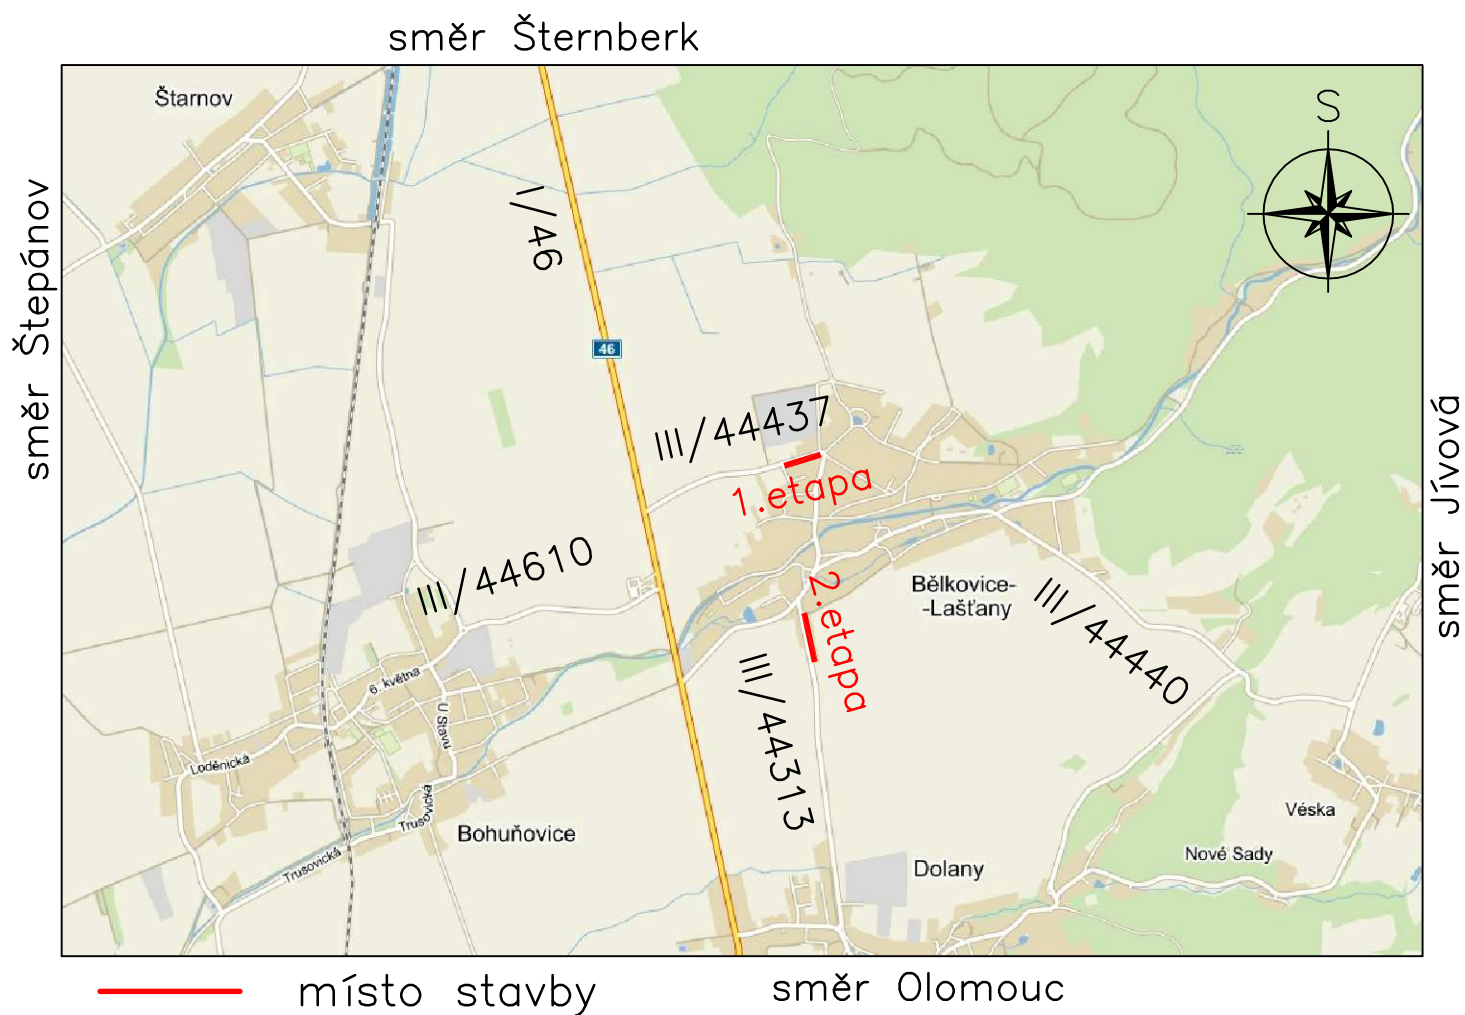 směr Šternberk
Štarnov
S
I/46
směr Štepánov
46
III/44437
1.etapa
směr Jívová
III/44610
2.etapa
Bělkovice-
-Lašťany
III/44440
6. května
III/44313
U Stavu
Loděnická
Trusovická
Bohuňovice
Véska
Trusovická
Nové Sady
Dolany
místo stavby
směr Olomouc